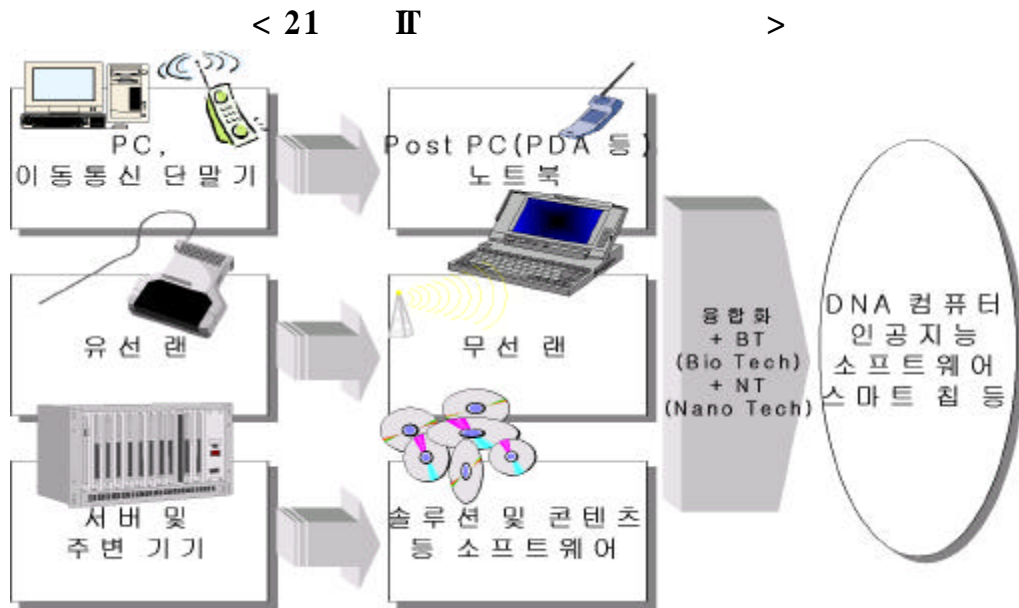 < 21 IT >
PC,
이동통신 단말기
Post PC(PDA 등)
노트북
유선 랜
무선 랜
서버 및
주변 기기
솔루션 및 콘텐츠
등 소프트웨어
융합화
+ BT
(Bio Tech)
+ NT
(Nano Tech)
DNA 컴퓨터
인공지능
소프트웨어
스마트 칩 등